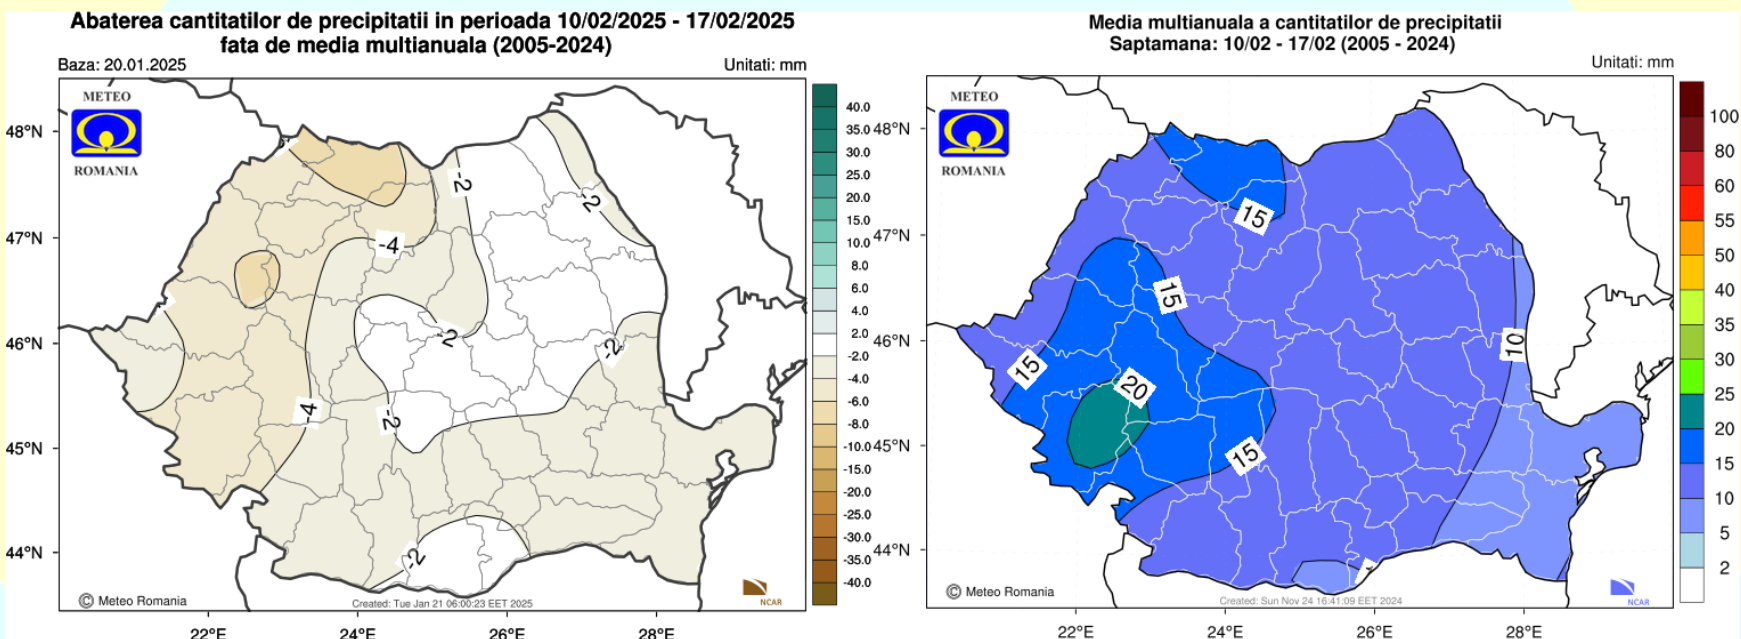 Abaterea cantitatilor de precipitatii in perioada 10/02/2025 - 17/02/2025
fata de media multianuala (2005-2024)
Baza: 20.01.2025
Unitati: mm
METEO
ROMANIA
48°N
47°N
46°N
45°N
44°N
-2
-2
-4
-2
-2
-4
-2
-2
40.0
35.0
30.0
25.0
20.0
15.0
10.0
8.0
6.0
4.0
2.0
-2.0
-4.0
-6.0
-8.0
-10.0
-15.0
-20.0
-25.0
-30.0
-35.0
-40.0
© Meteo Romania
Created: Tue Jan 21 06:00:23 EET 2025
NCAR
22°E
24°E
26°E
28°E
Media multianuala a cantitatilor de precipitatii
Saptamana: 10/02 - 17/02 (2005 - 2024)
Unitati: mm
METEO
ROMANIA
48°N
47°N
46°N
45°N
44°N
15
15
10
15
20
15
100
80
60
55
50
40
35
30
25
20
15
10
5
2
© Meteo Romania
Created: Sun Nov 24 16:41:09 EET 2024
NCAR
22°E
24°E
26°E
28°E